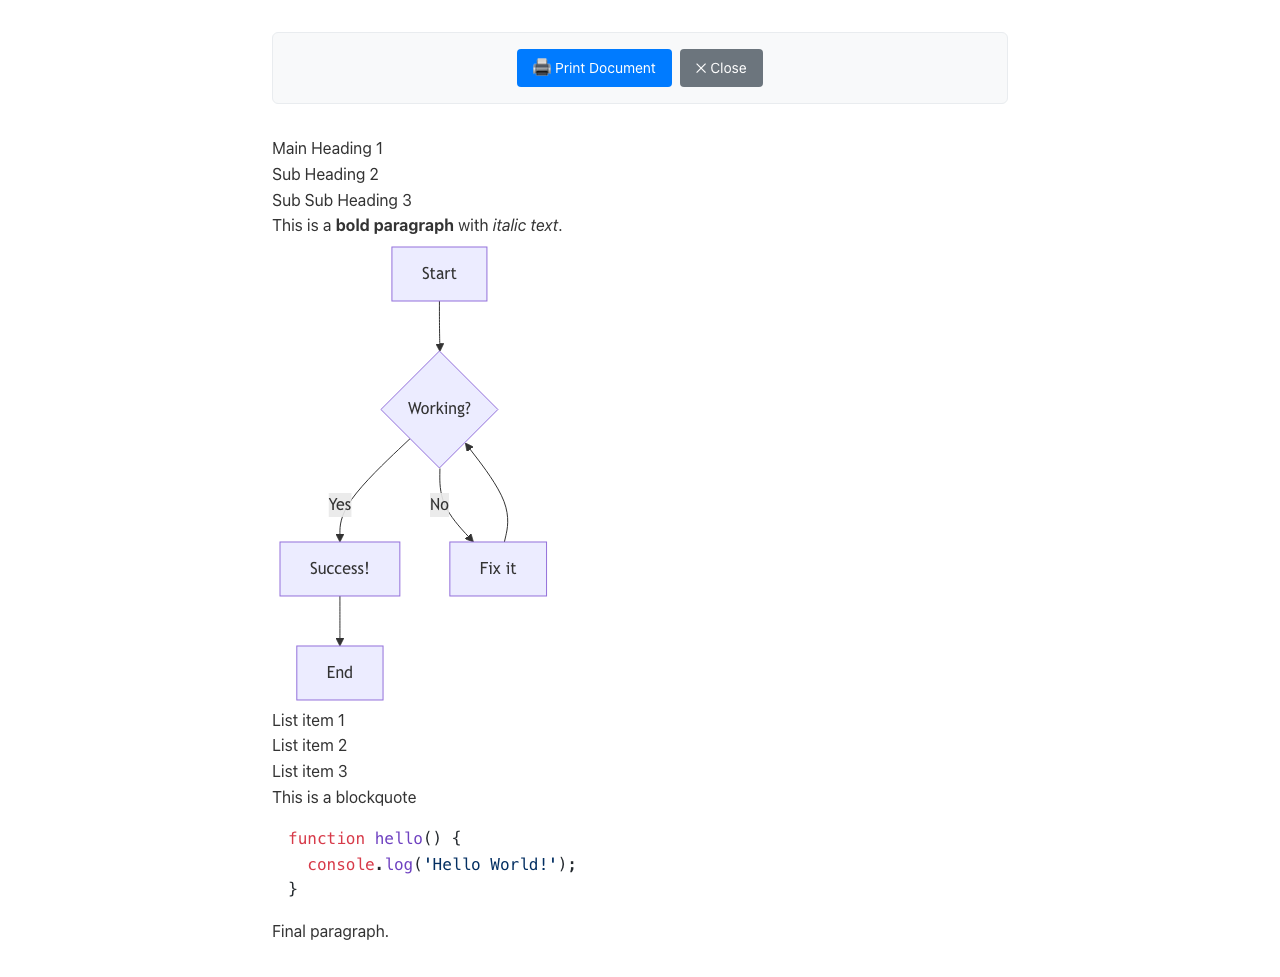 🖨️ Print Document
✕ Close
Main Heading 1
Sub Heading 2
Sub Sub Heading 3
This is a bold paragraph with italic text.
Start
Working?
Yes
No
Success!
Fix it
End
List item 1
List item 2
List item 3
This is a blockquote
function hello() {
  console.log('Hello World!');
}
Final paragraph.